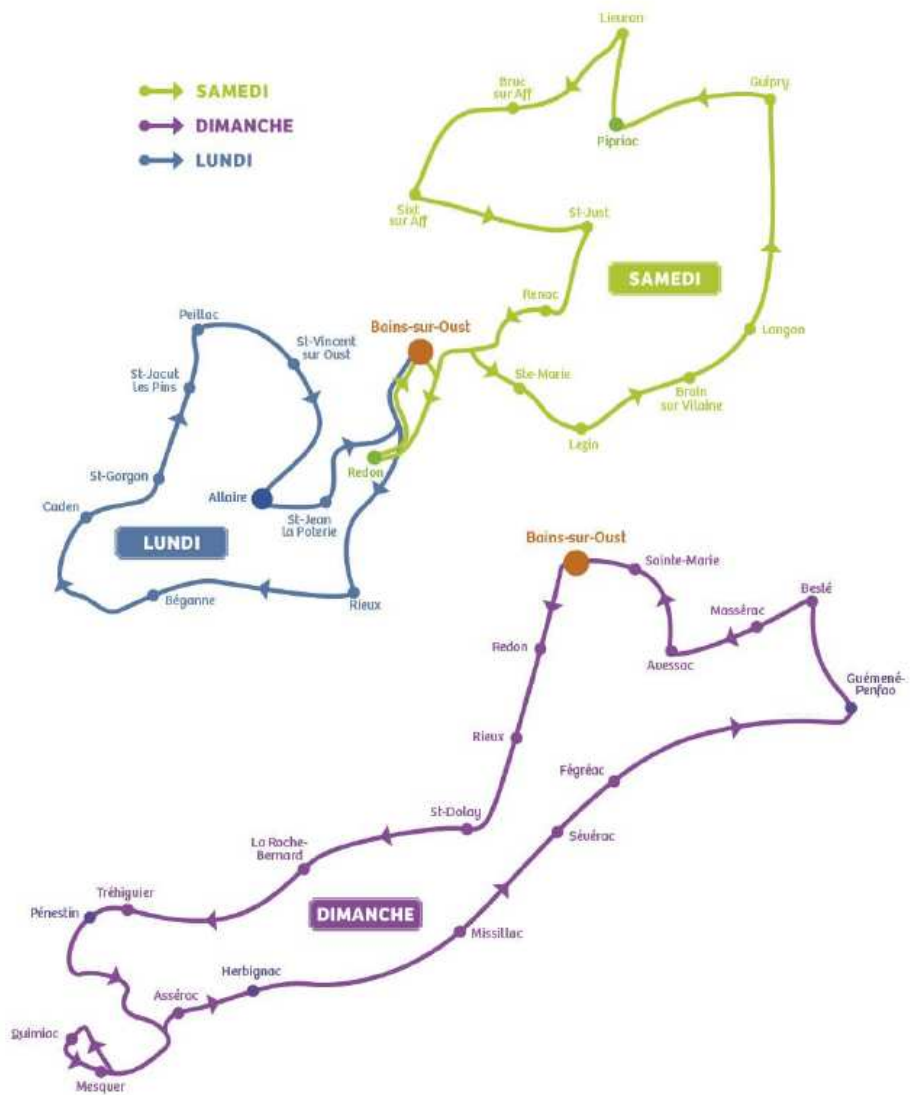 Lieuron
SAMEDI
Bruc
sur Aff
Guipry
DIMANCHE
LUNDI
Pipriac
Sixt
sur Aff
St-Just
SAMEDI
Renac
Peillac
Bains-sur-Oust
Langon
St-Vincent
sur Oust
St-Jacut
les Pins
Ste-Marie
Brain
sur Vilaine
Lezin
Redon
St-Gorgon
Allaire
Caden
St-Jean
la Poterie
LUNDI
Bains-sur-Oust
Sainte-Marie
Béganne
Rieux
Beslé
Massérac
Redon
Avessac
Guémené-
Penfao
Rieux
Fégréac
St-Dolay
Sévérac
La Roche-
Bernard
Tréhiguier
Pénestin
DIMANCHE
Missillac
Herbignac
Assérac
Quimiac
Mesquer